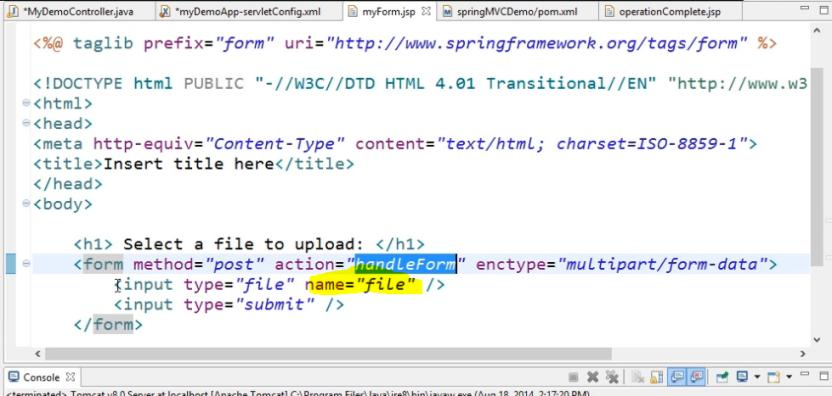 *MyDemoController.java *myDemoApp-servletConfig.xml myForm.jsp springMVCDemo/pom.xml operationComplete.jsp
<%@ taglib prefix="form" uri="http://www.springframework.org/tags/form" %>
<!DOCTYPE html PUBLIC "-//W3C//DTD HTML 4.01 Transitional//EN" "http://www.w3
<html>
<head>
<meta http-equiv="Content-Type" content="text/html; charset=ISO-8859-1">
<title>Insert title here</title>
</head>
<body>
<h1> Select a file to upload: </h1>
<form method="post" action="handleForm" enctype="multipart/form-data">
<input type="file" name="file" />
<input type="submit" />
</form>
Console
<terminated> Tomcat v8.0 Server at localhost [Apache Tomcat] C:\Program Files\Java\jre8\bin\javaw.exe (Aug 18, 2014, 2:17:20 PM)